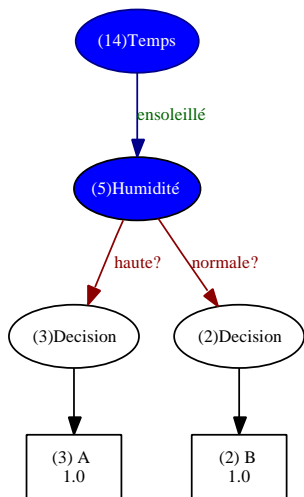 (14)Temps
ensoleillé
(5)Humidité
haute?
normale?
(3)Decision
(2)Decision
(3) A
1.0
(2) B
1.0